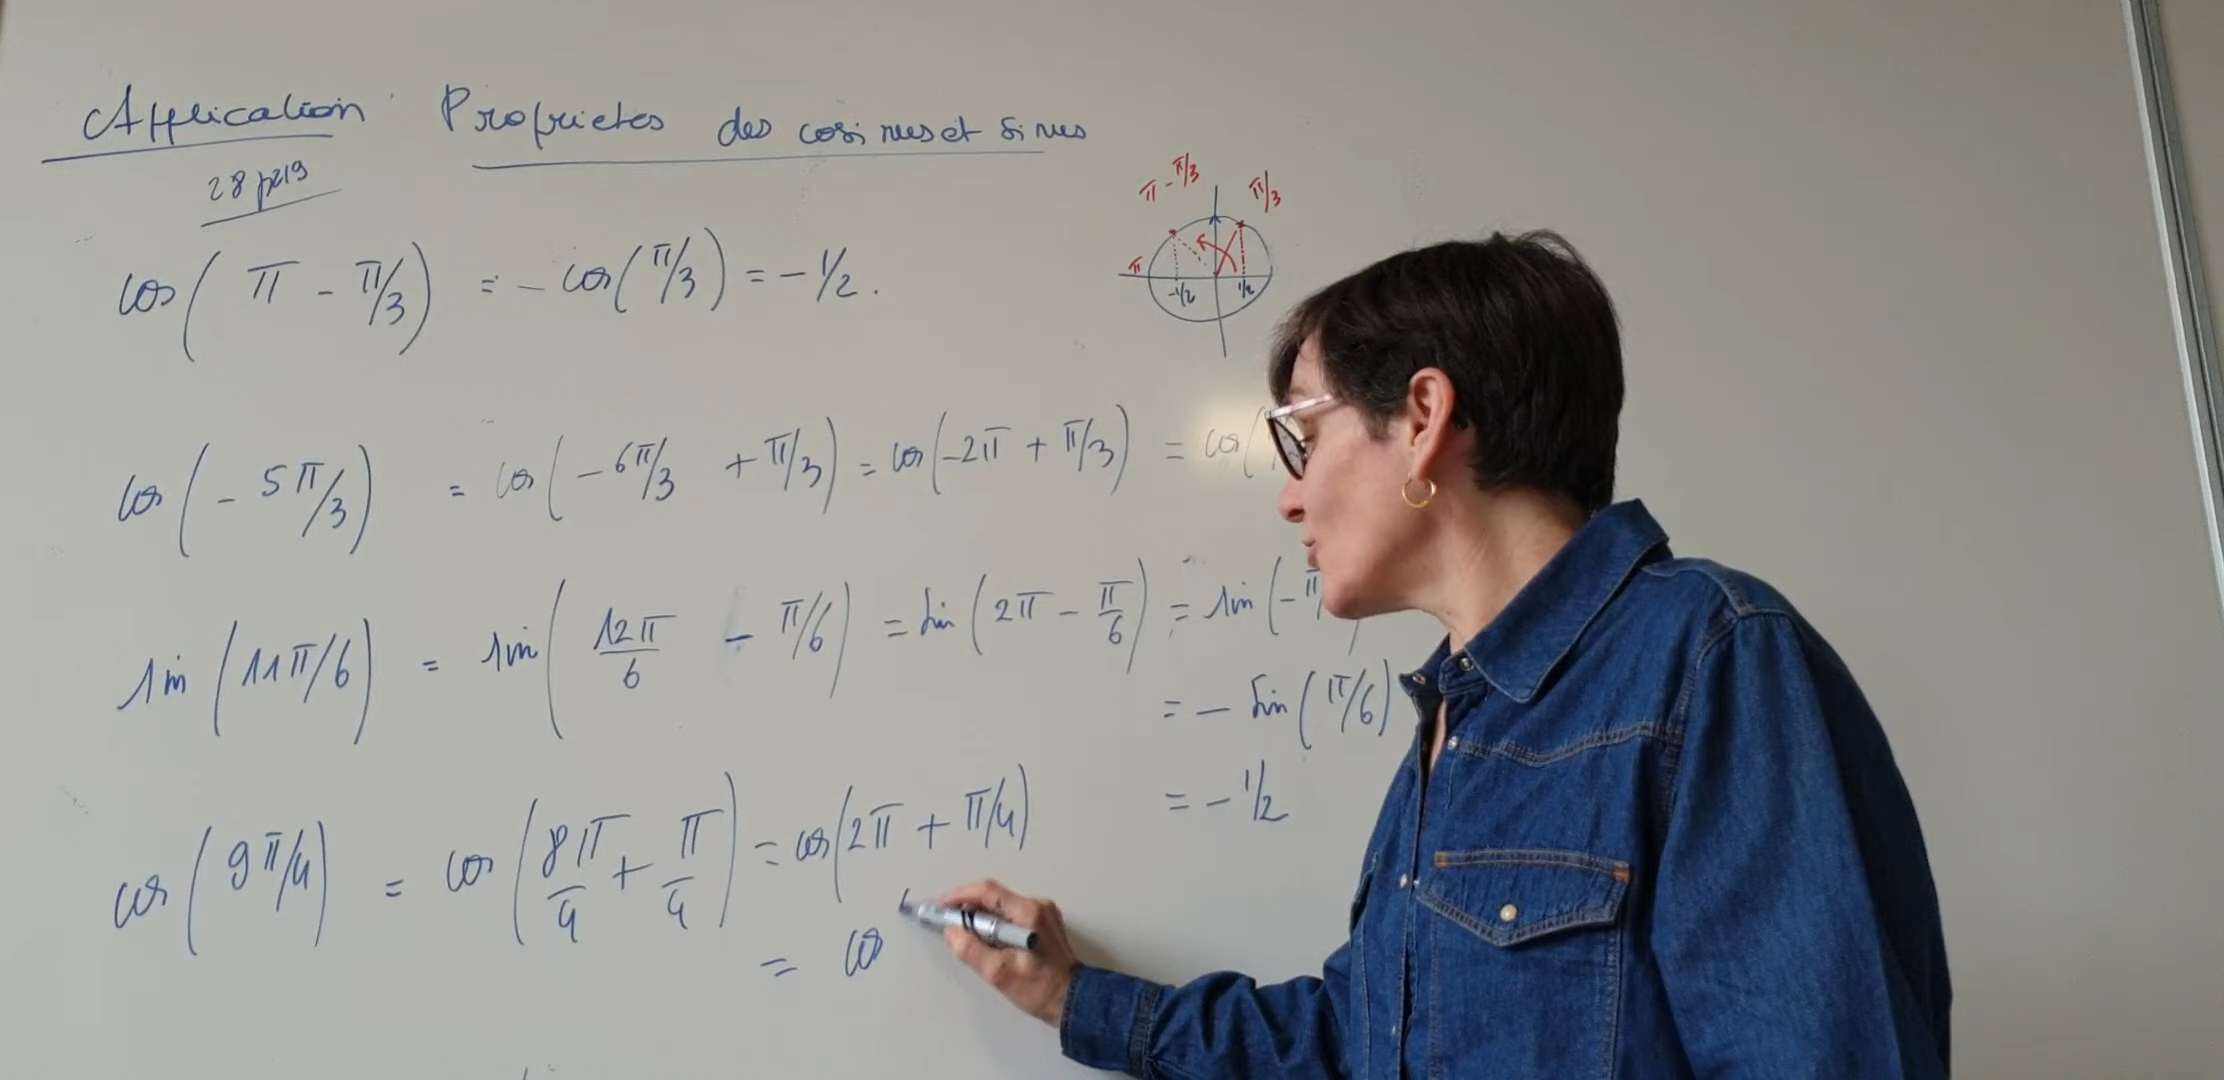 Application Proprietes des cosinus et sinus
28 p219
π - π/3 π/3
π
-1/2 1/2
cos( π - π/3) = - cos(π/3) = - 1/2.
cos(- 5π/3) = cos(- 6π/3 + π/3) = cos(-2π + π/3) = cos(
sin(11π/6) = sin(12π/6 - π/6) = sin(2π - π/6) = sin(-π
= - sin(π/6)
cos(9π/4) = cos(8π/4 + π/4) = cos(2π + π/4)
= - 1/2
= cos